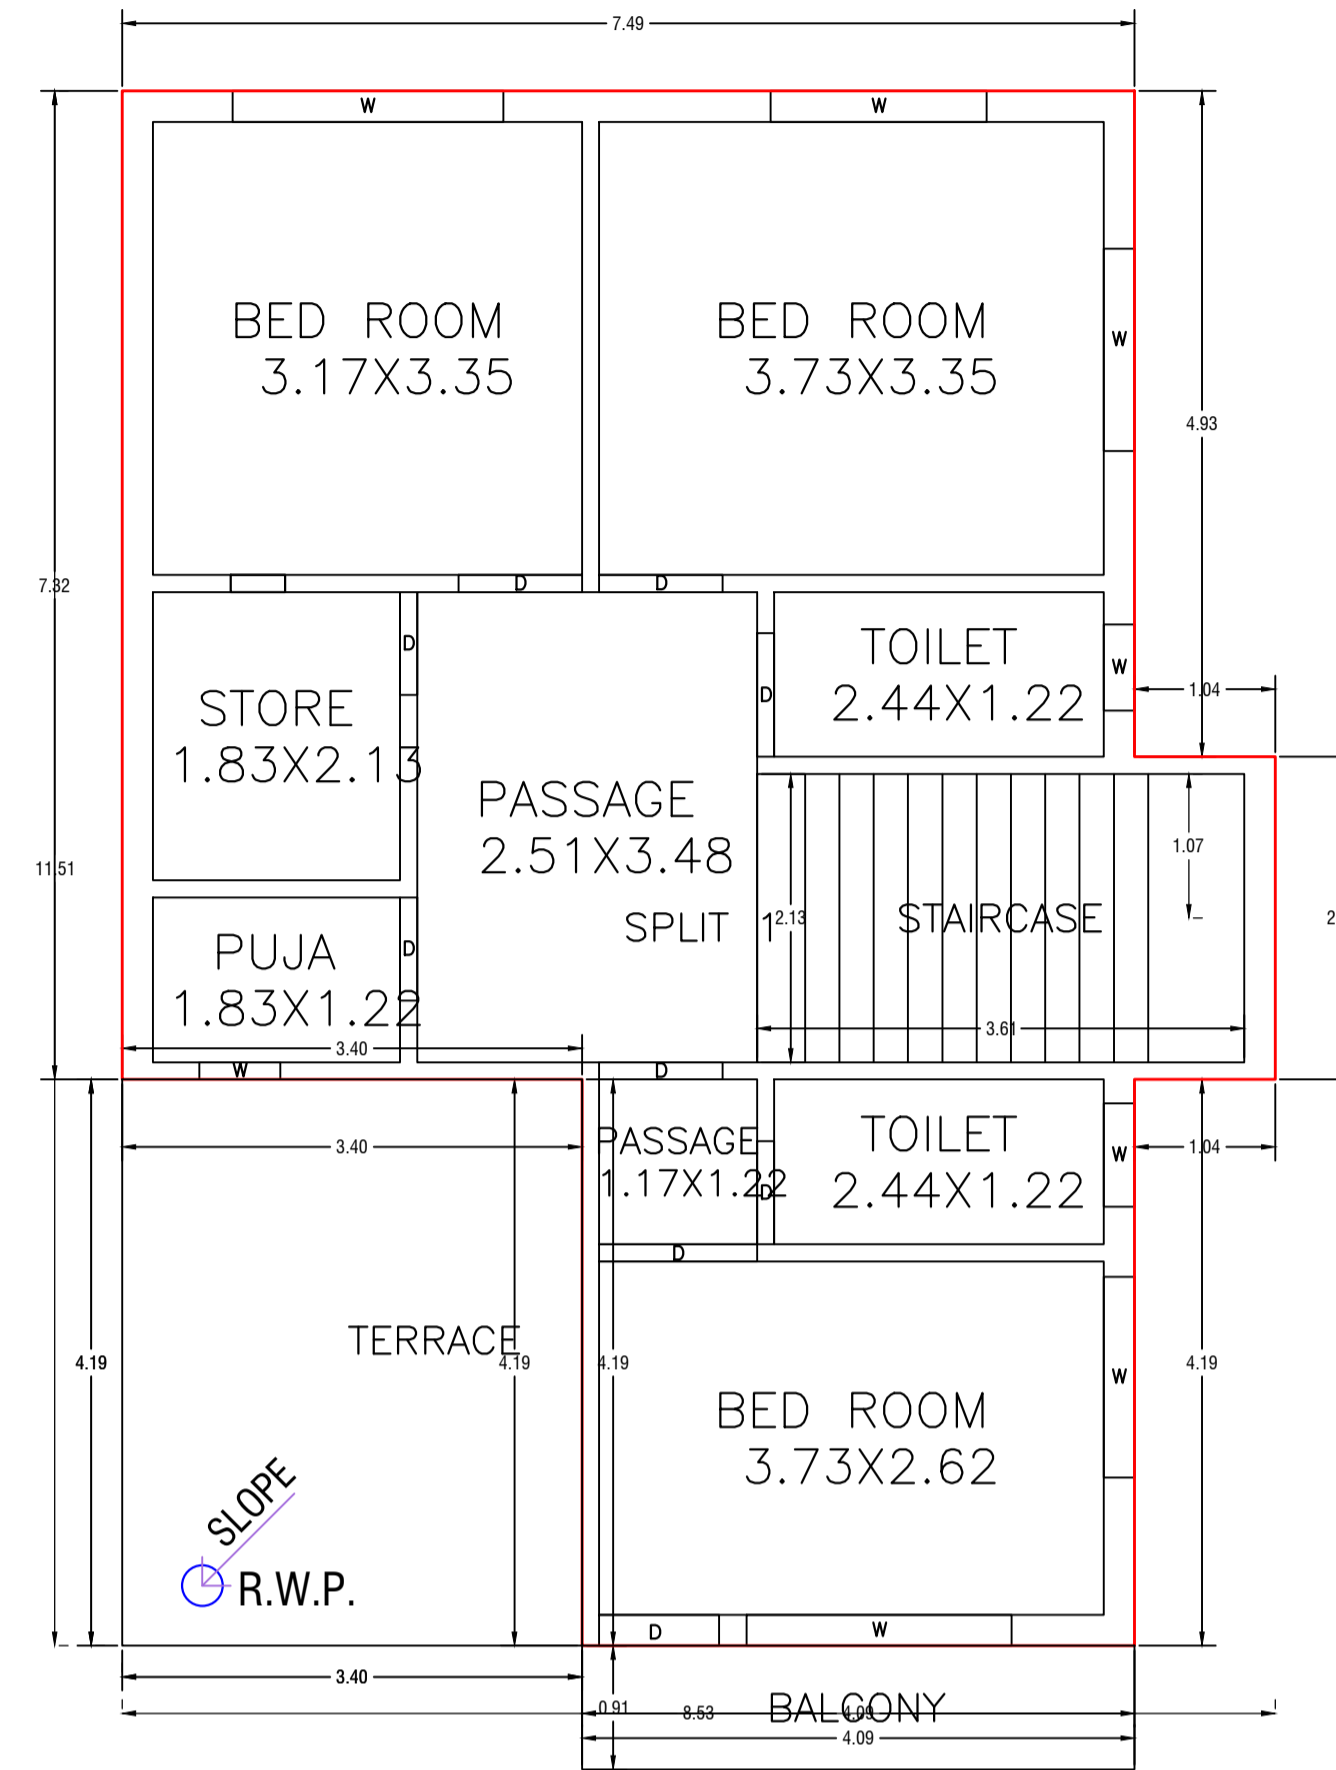 7.49
W
W
BED ROOM
3.17X3.35
BED ROOM
3.73X3.35
W
4.93
7.32
D
D
D
STORE
1.83X2.13
TOILET
2.44X1.22
W
D
1.04
PASSAGE
2.51X3.48
11.51
1.07
SPLIT 1
2.13
STAIRCASE
2
PUJA
1.83X1.22
D
3.61
3.40
W
D
3.40
PASSAGE
1.17X1.22
D
TOILET
2.44X1.22
W
1.04
D
TERRACE
4.19
4.19
4.19
4.19
W
BED ROOM
3.73X2.62
SLOPE
R.W.P.
D
W
3.40
0.91
8.53
BALCONY
4.09
4.09